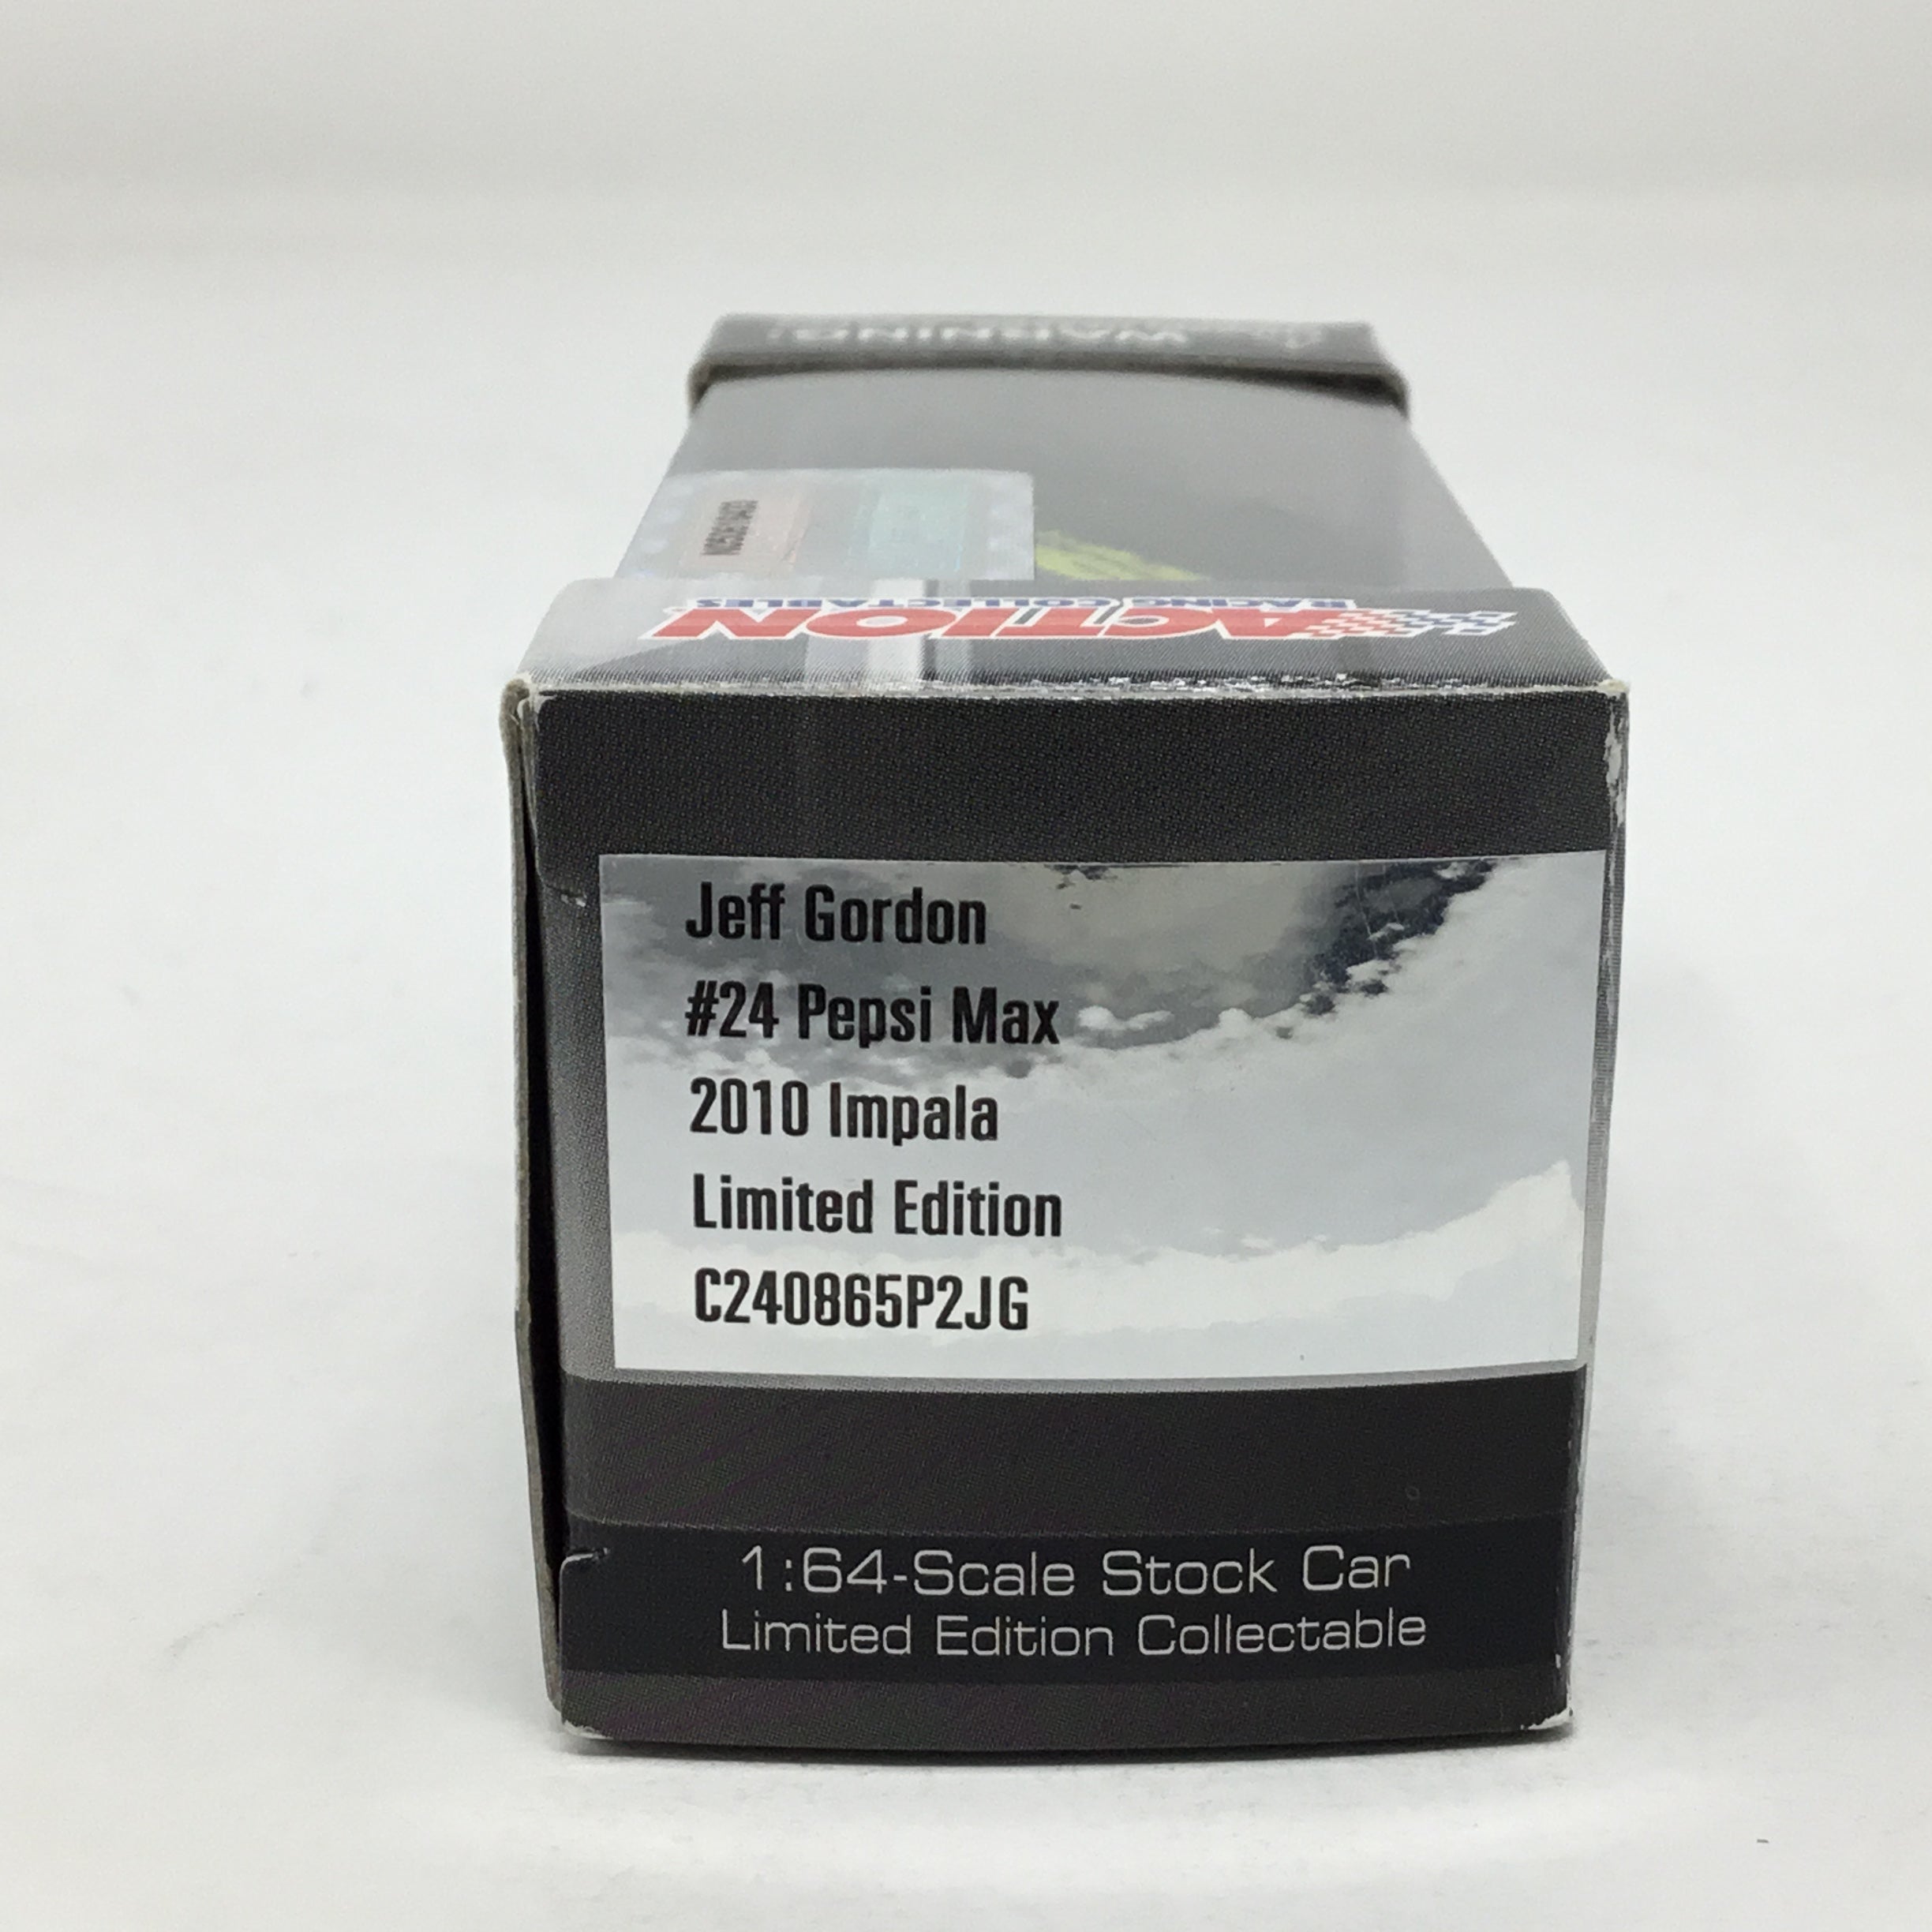 WARNING:
ACTION
RACING COLLECTABLES
Jeff Gordon
#24 Pepsi Max
2010 Impala
Limited Edition
C240865P2JG
1:64-Scale Stock Car
Limited Edition Collectable